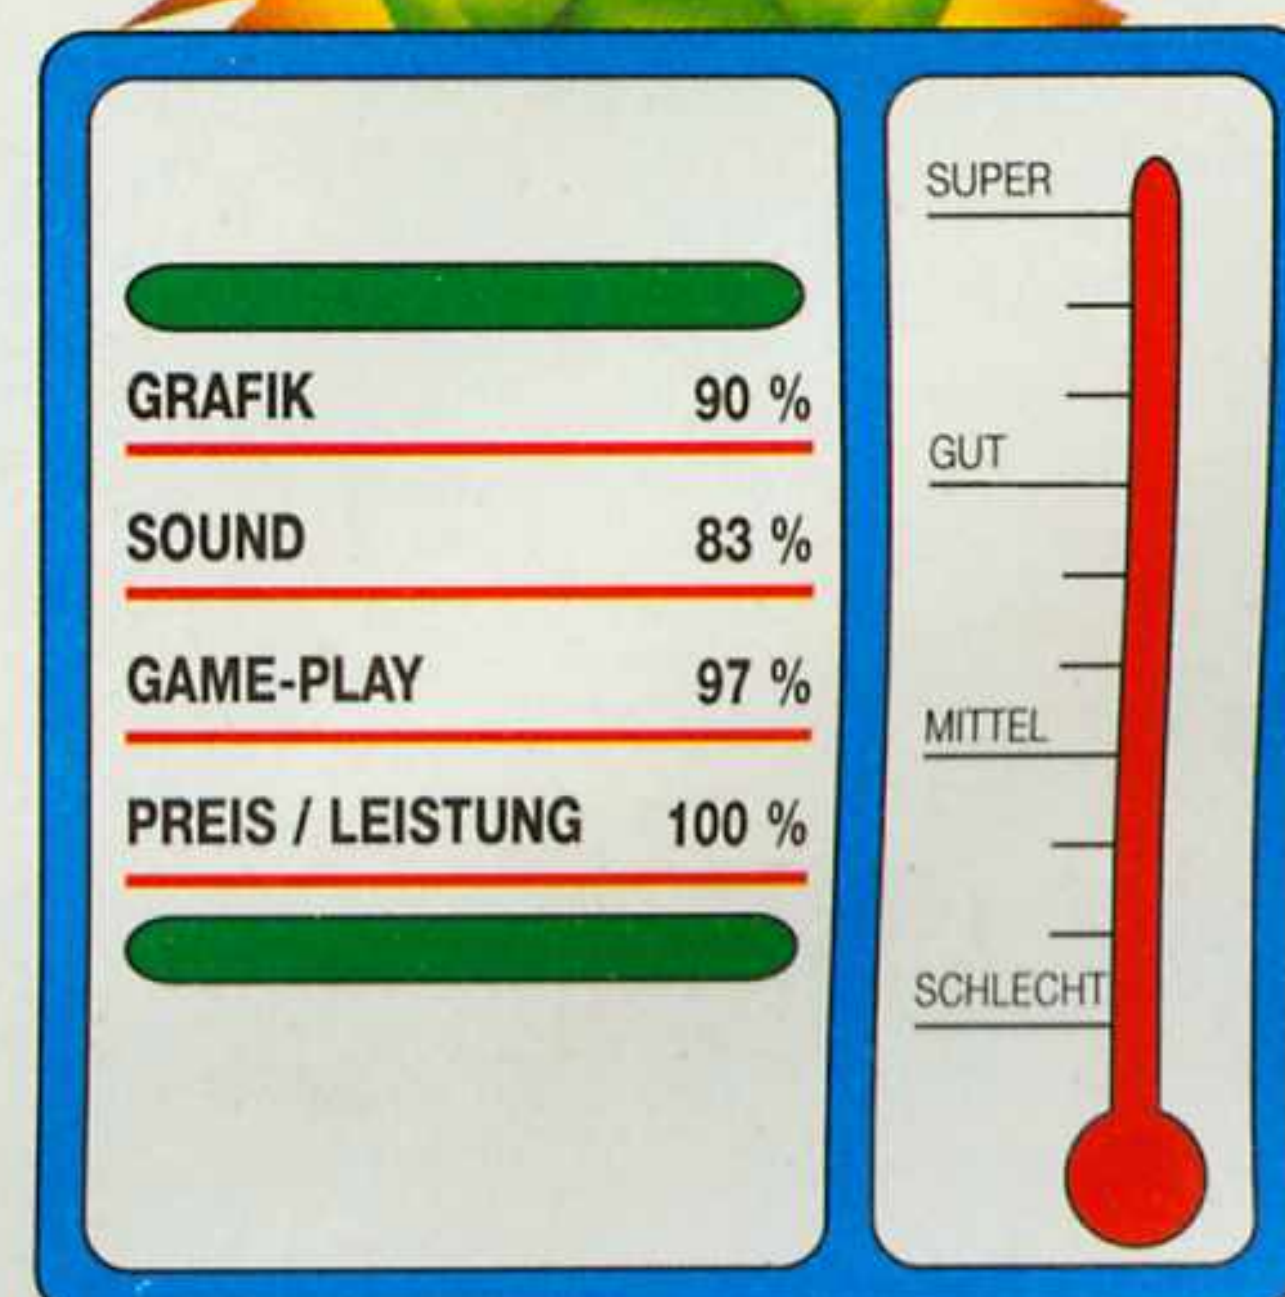 GRAFIK 90 %
SOUND 83 %
GAME-PLAY 97 %
PREIS / LEISTUNG 100 %
SUPER
GUT
MITTEL
SCHLECHT